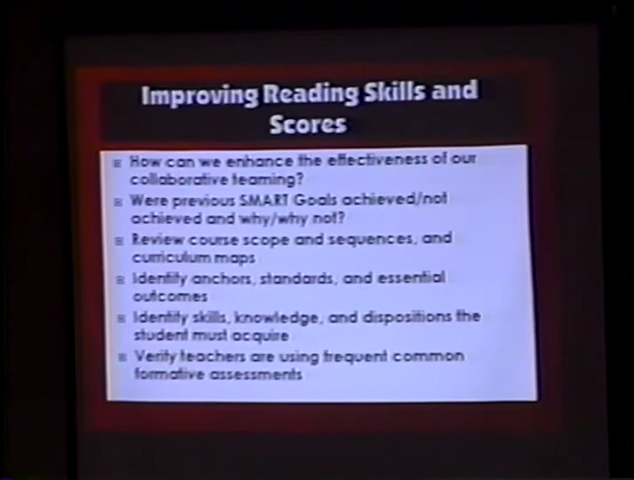 Improving Reading Skills and
Scores
How can we enhance the effectiveness of our
collaborative teaming?
Were previous SMART Goals achieved/not
achieved and why/why not?
Review course scope and sequences, and
curriculum maps
Identify anchors, standards, and essential
outcomes
Identify skills, knowledge, and dispositions the
student must acquire
Verify teachers are using frequent common
formative assessments